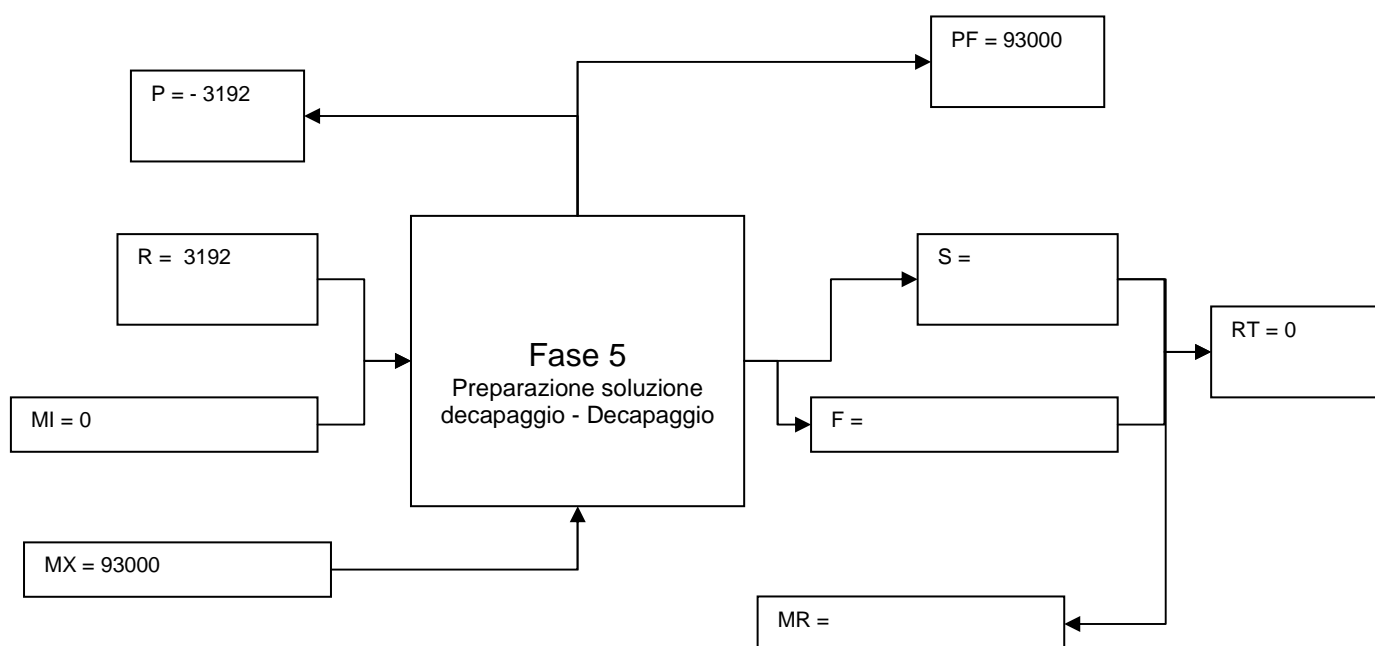 PF = 93000
P = - 3192
R =  3192
S =
RT = 0
Fase 5
Preparazione soluzione
decapaggio - Decapaggio
MI = 0
F =
MX = 93000
MR =